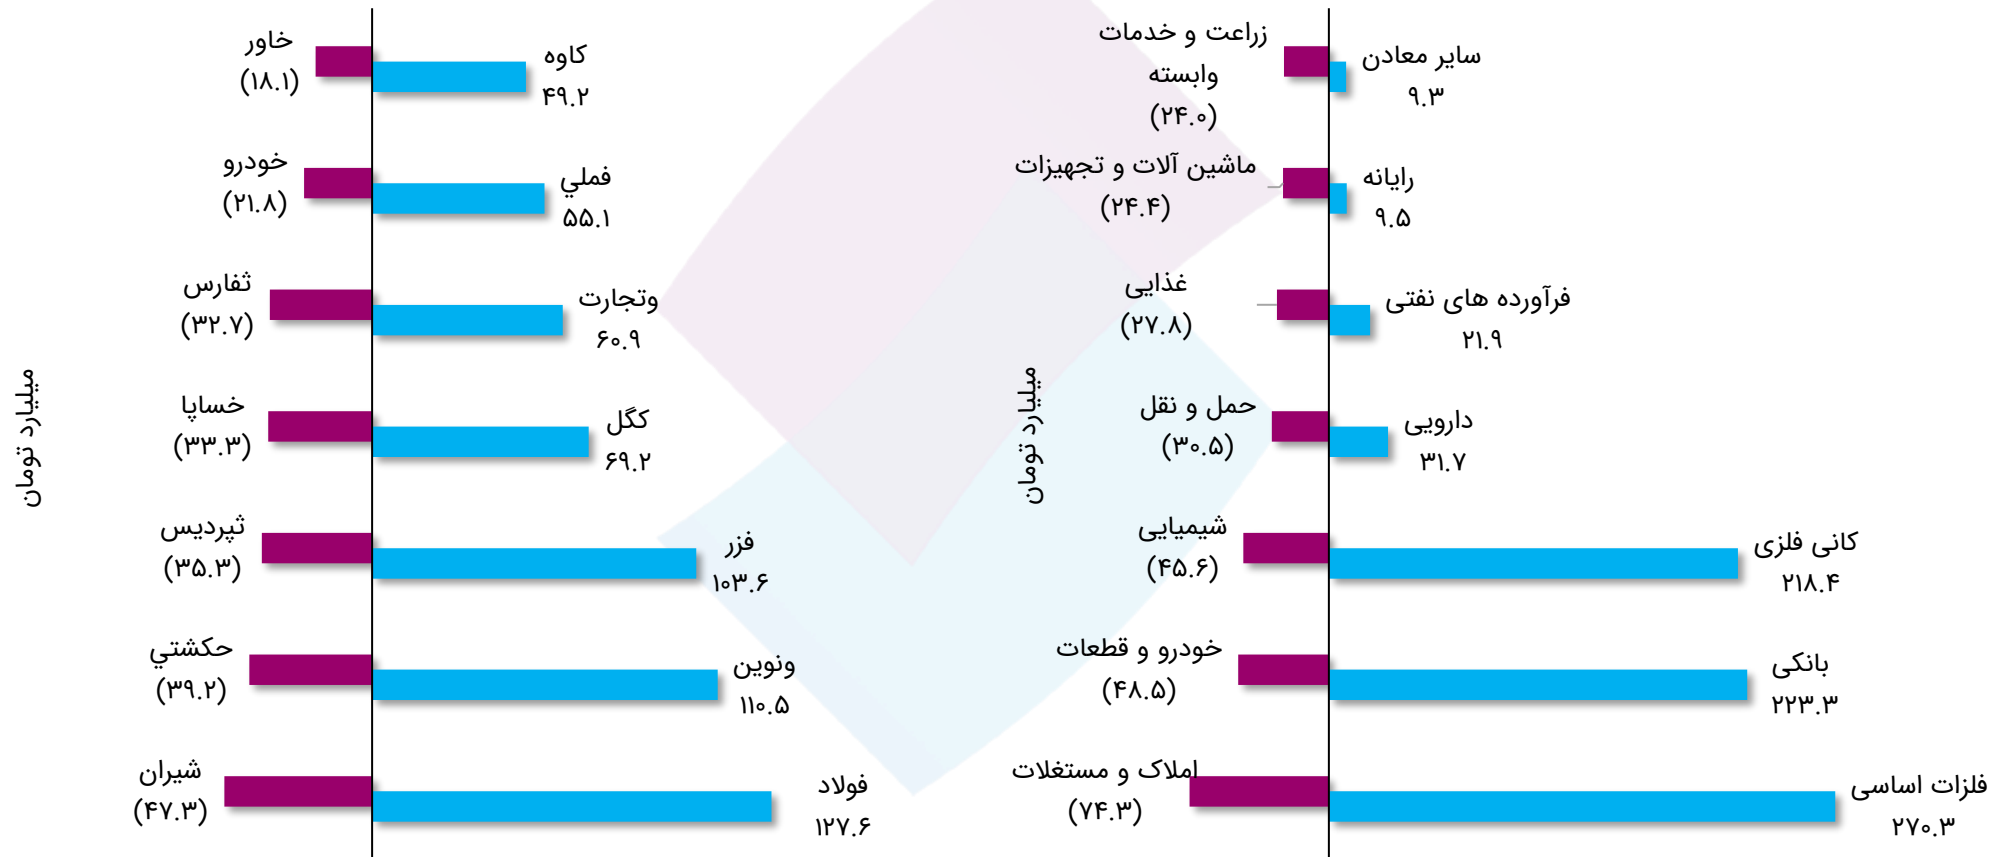 سایر معادن
۹.۳
رایانه
۹.۵
فرآورده های نفتی
۲۱.۹
دارویی
۳۱.۷
کانی فلزی
۲۱۸.۴
بانکی
۲۲۳.۳
فلزات اساسی
۲۷۰.۳
زراعت و خدمات
وابسته
(۲۴.۰)
ماشین آلات و تجهیزات
(۲۴.۴)
غذایی
(۲۷.۸)
حمل و نقل
(۳۰.۵)
شیمیایی
(۴۵.۶)
خودرو و قطعات
(۴۸.۵)
املاک و مستغلات
(۷۴.۳)
میلیارد تومان
کاوه
۴۹.۲
فملي
۵۵.۱
وتجارت
۶۰.۹
کگل
۶۹.۲
فزر
۱۰۳.۶
ونوین
۱۱۰.۵
فولاد
۱۲۷.۶
خاور
(۱۸.۱)
خودرو
(۲۱.۸)
ثفارس
(۳۲.۷)
خساپا
(۳۳.۳)
ثپردیس
(۳۵.۳)
حکشتي
(۳۹.۲)
شیران
(۴۷.۳)
میلیارد تومان